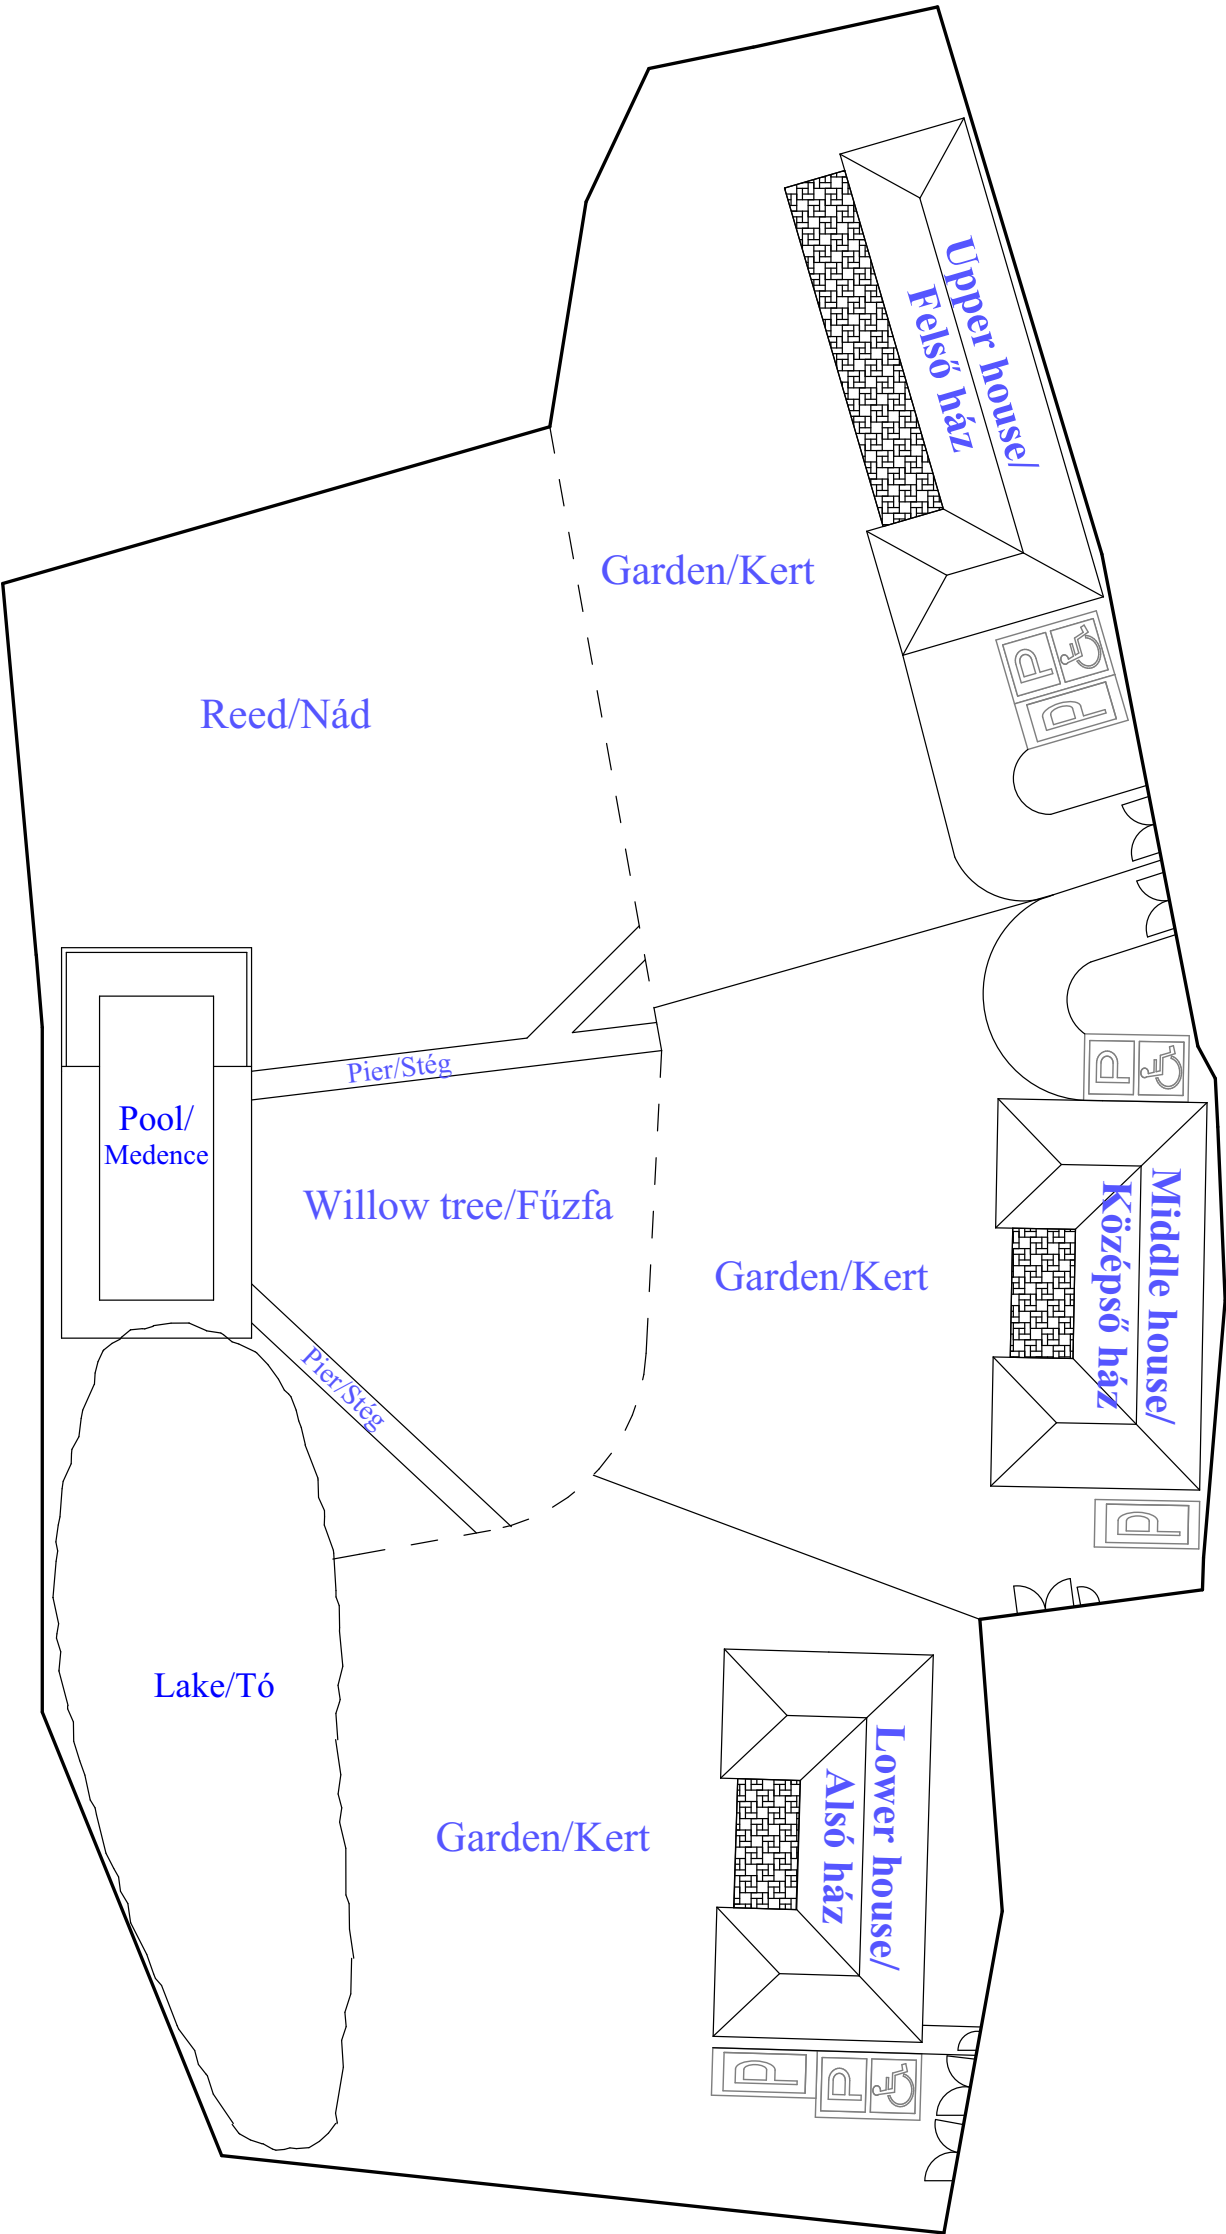 Upper house/
Felső ház
Garden/Kert
P
P
Reed/Nád
Pier/Stég
P
Pool/
Medence
Willow tree/Fűzfa
Middle house/
Középső ház
Garden/Kert
Pier/Stég
P
Lake/Tó
Lower house/
Alsó ház
Garden/Kert
P
P